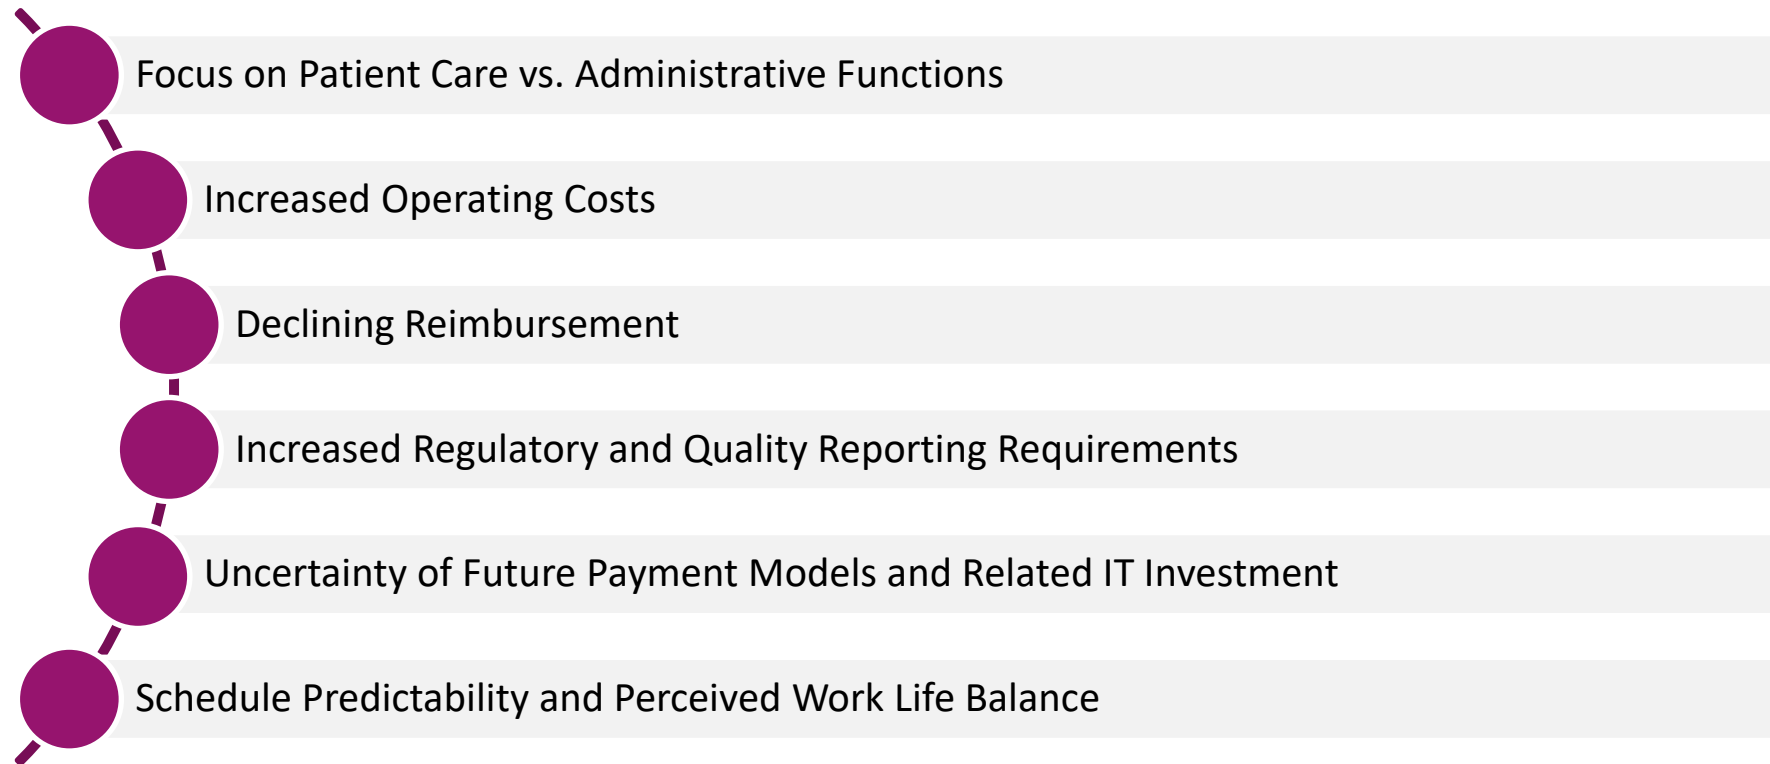 Focus on Patient Care vs. Administrative Functions
Increased Operating Costs
Declining Reimbursement
Increased Regulatory and Quality Reporting Requirements
Uncertainty of Future Payment Models and Related IT Investment
Schedule Predictability and Perceived Work Life Balance